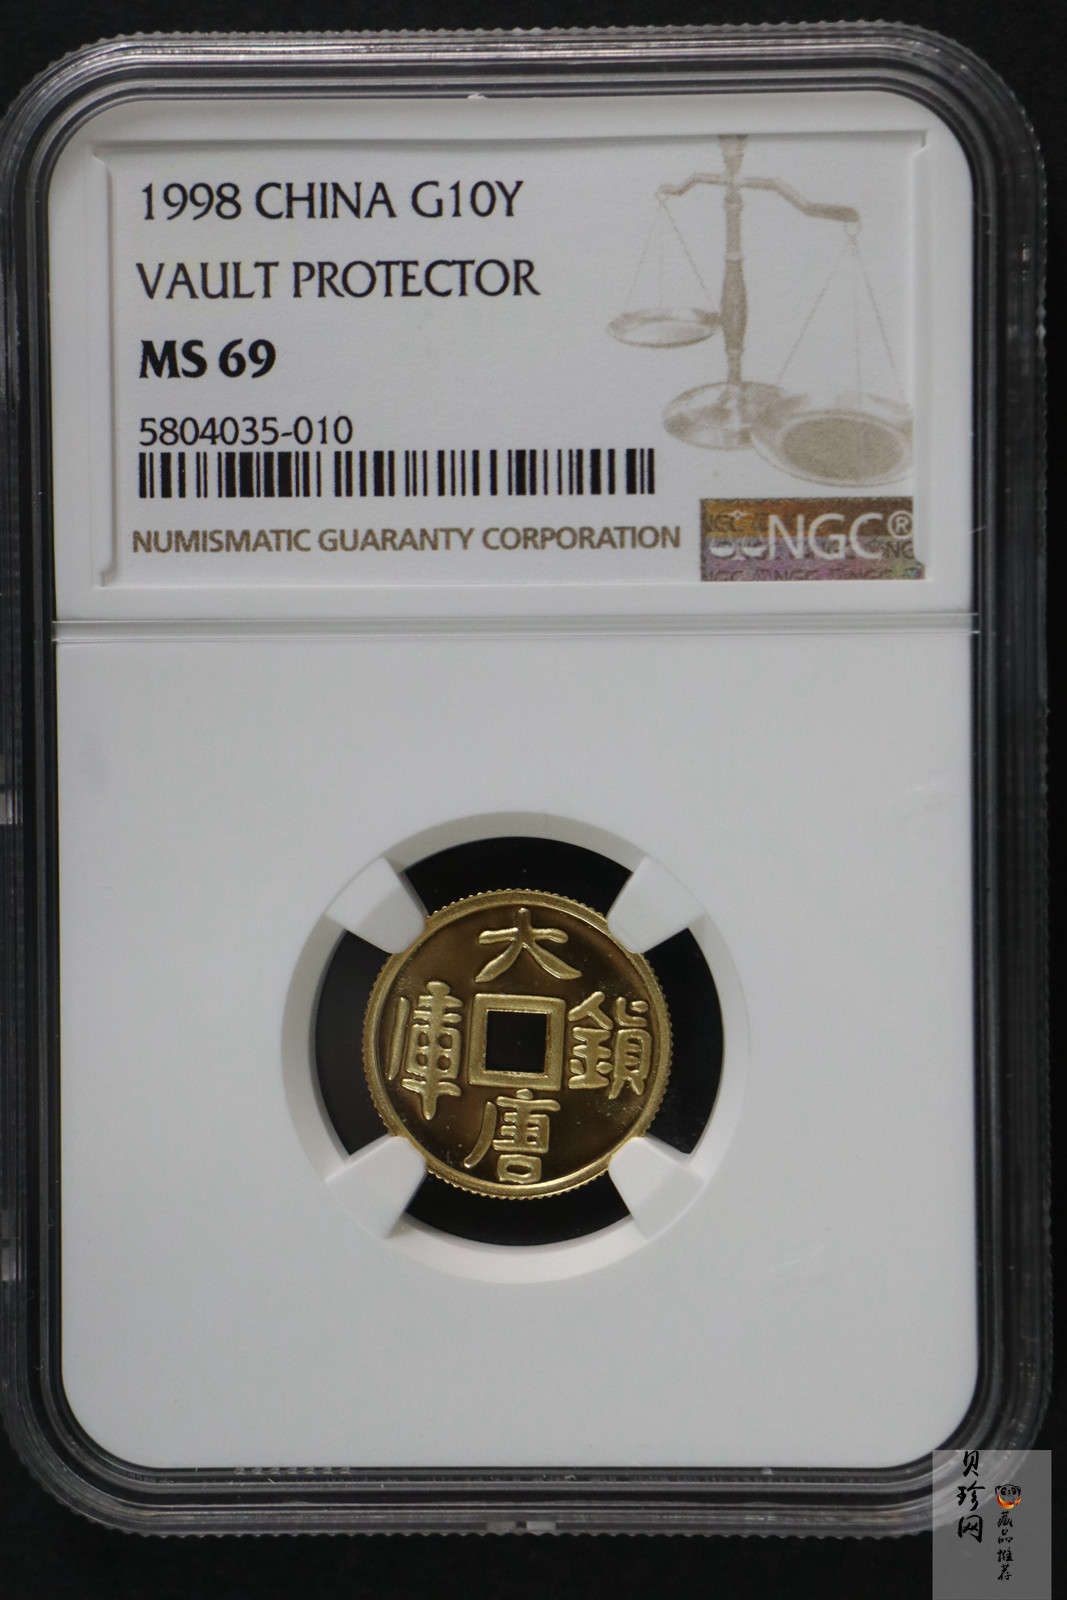 1998 CHINA G10Y
VAULT PROTECTOR
MS 69
5804035-010
NUMISMATIC GUARANTY CORPORATION
NGC®
大
庫 鎮
唐
贝珍网
藏品推荐